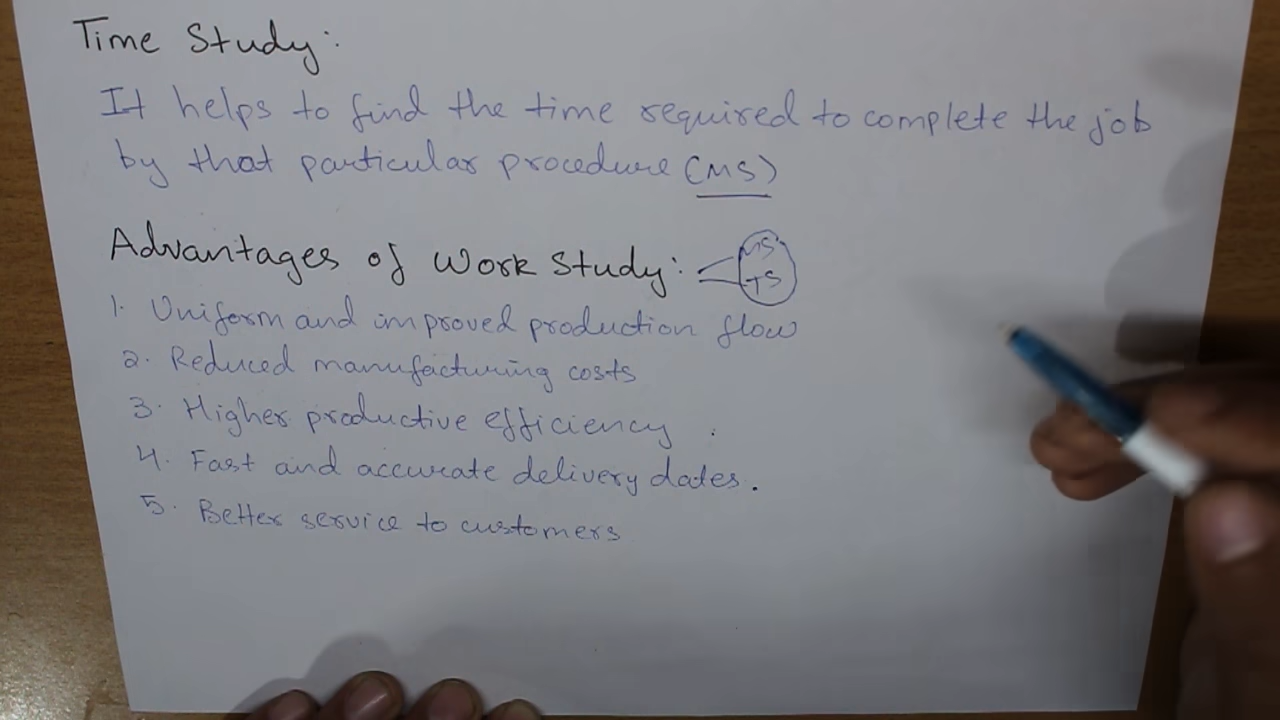 Time Study:
It helps to find the time required to complete the job
by that particular procedure (MS)
Advantages of Work Study: MS
TS
1. Uniform and improved production flow
2. Reduced manufacturing costs
3. Higher productive efficiency
4. Fast and accurate delivery dates.
5. Better service to customers